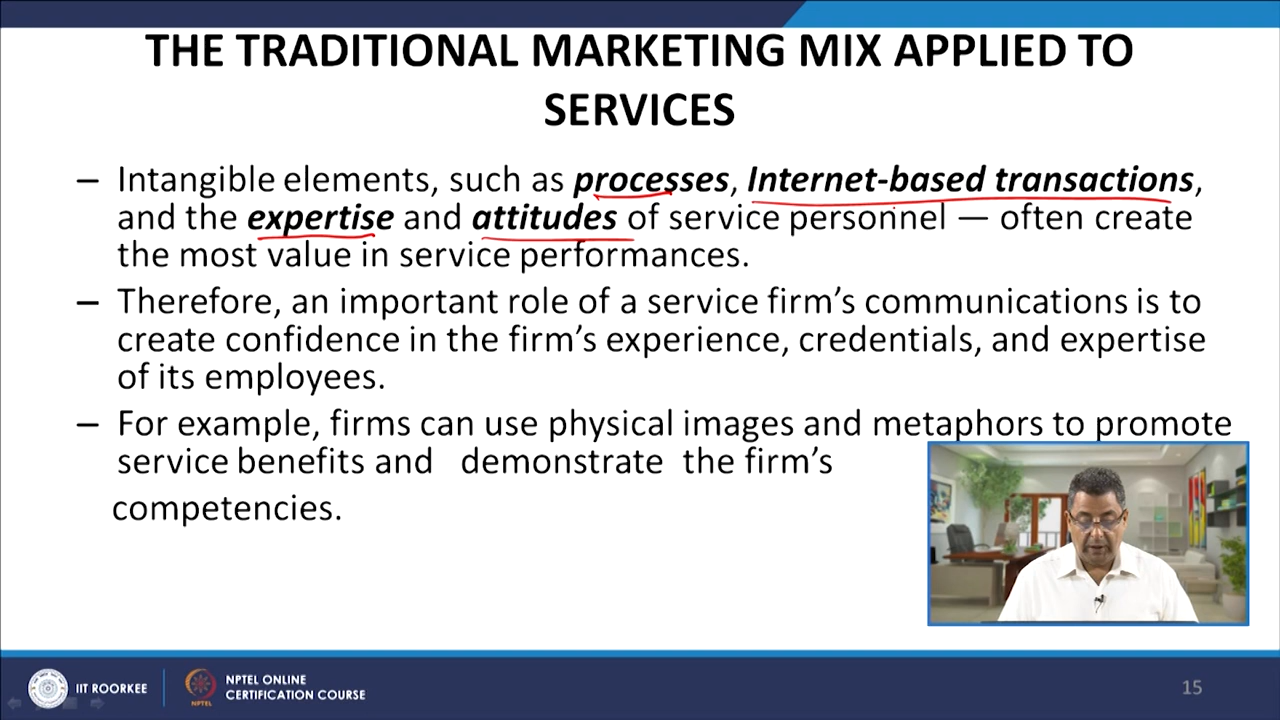 THE TRADITIONAL MARKETING MIX APPLIED TO
SERVICES
– Intangible elements, such as processes, Internet-based transactions,
and the expertise and attitudes of service personnel — often create
the most value in service performances.
– Therefore, an important role of a service firm’s communications is to
create confidence in the firm’s experience, credentials, and expertise
of its employees.
– For example, firms can use physical images and metaphors to promote
service benefits and demonstrate the firm’s
competencies.
IIT ROORKEE
NPTEL ONLINE
CERTIFICATION COURSE
NPTEL
15